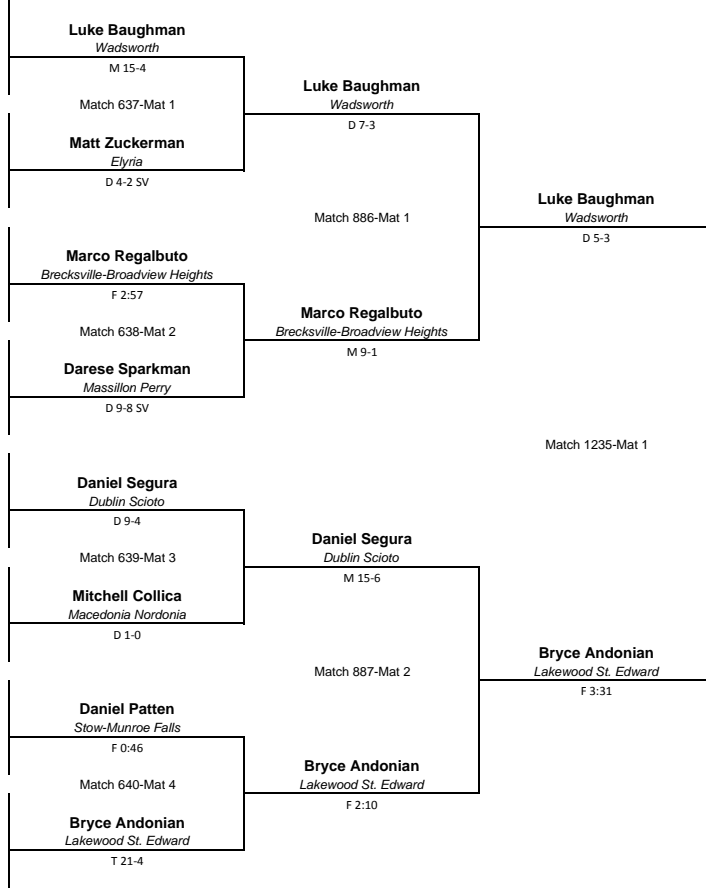 Luke Baughman
Wadsworth
M 15-4
Match 637-Mat 1
Matt Zuckerman
Elyria
D 4-2 SV
Luke Baughman
Wadsworth
D 7-3
Match 886-Mat 1
Marco Regalbuto
Brecksville-Broadview Heights
F 2:57
Match 638-Mat 2
Darese Sparkman
Massillon Perry
D 9-8 SV
Marco Regalbuto
Brecksville-Broadview Heights
M 9-1
Luke Baughman
Wadsworth
D 5-3
Match 1235-Mat 1
Daniel Segura
Dublin Scioto
D 9-4
Match 639-Mat 3
Mitchell Collica
Macedonia Nordonia
D 1-0
Daniel Segura
Dublin Scioto
M 15-6
Match 887-Mat 2
Daniel Patten
Stow-Munroe Falls
F 0:46
Match 640-Mat 4
Bryce Andonian
Lakewood St. Edward
T 21-4
Bryce Andonian
Lakewood St. Edward
F 2:10
Bryce Andonian
Lakewood St. Edward
F 3:31